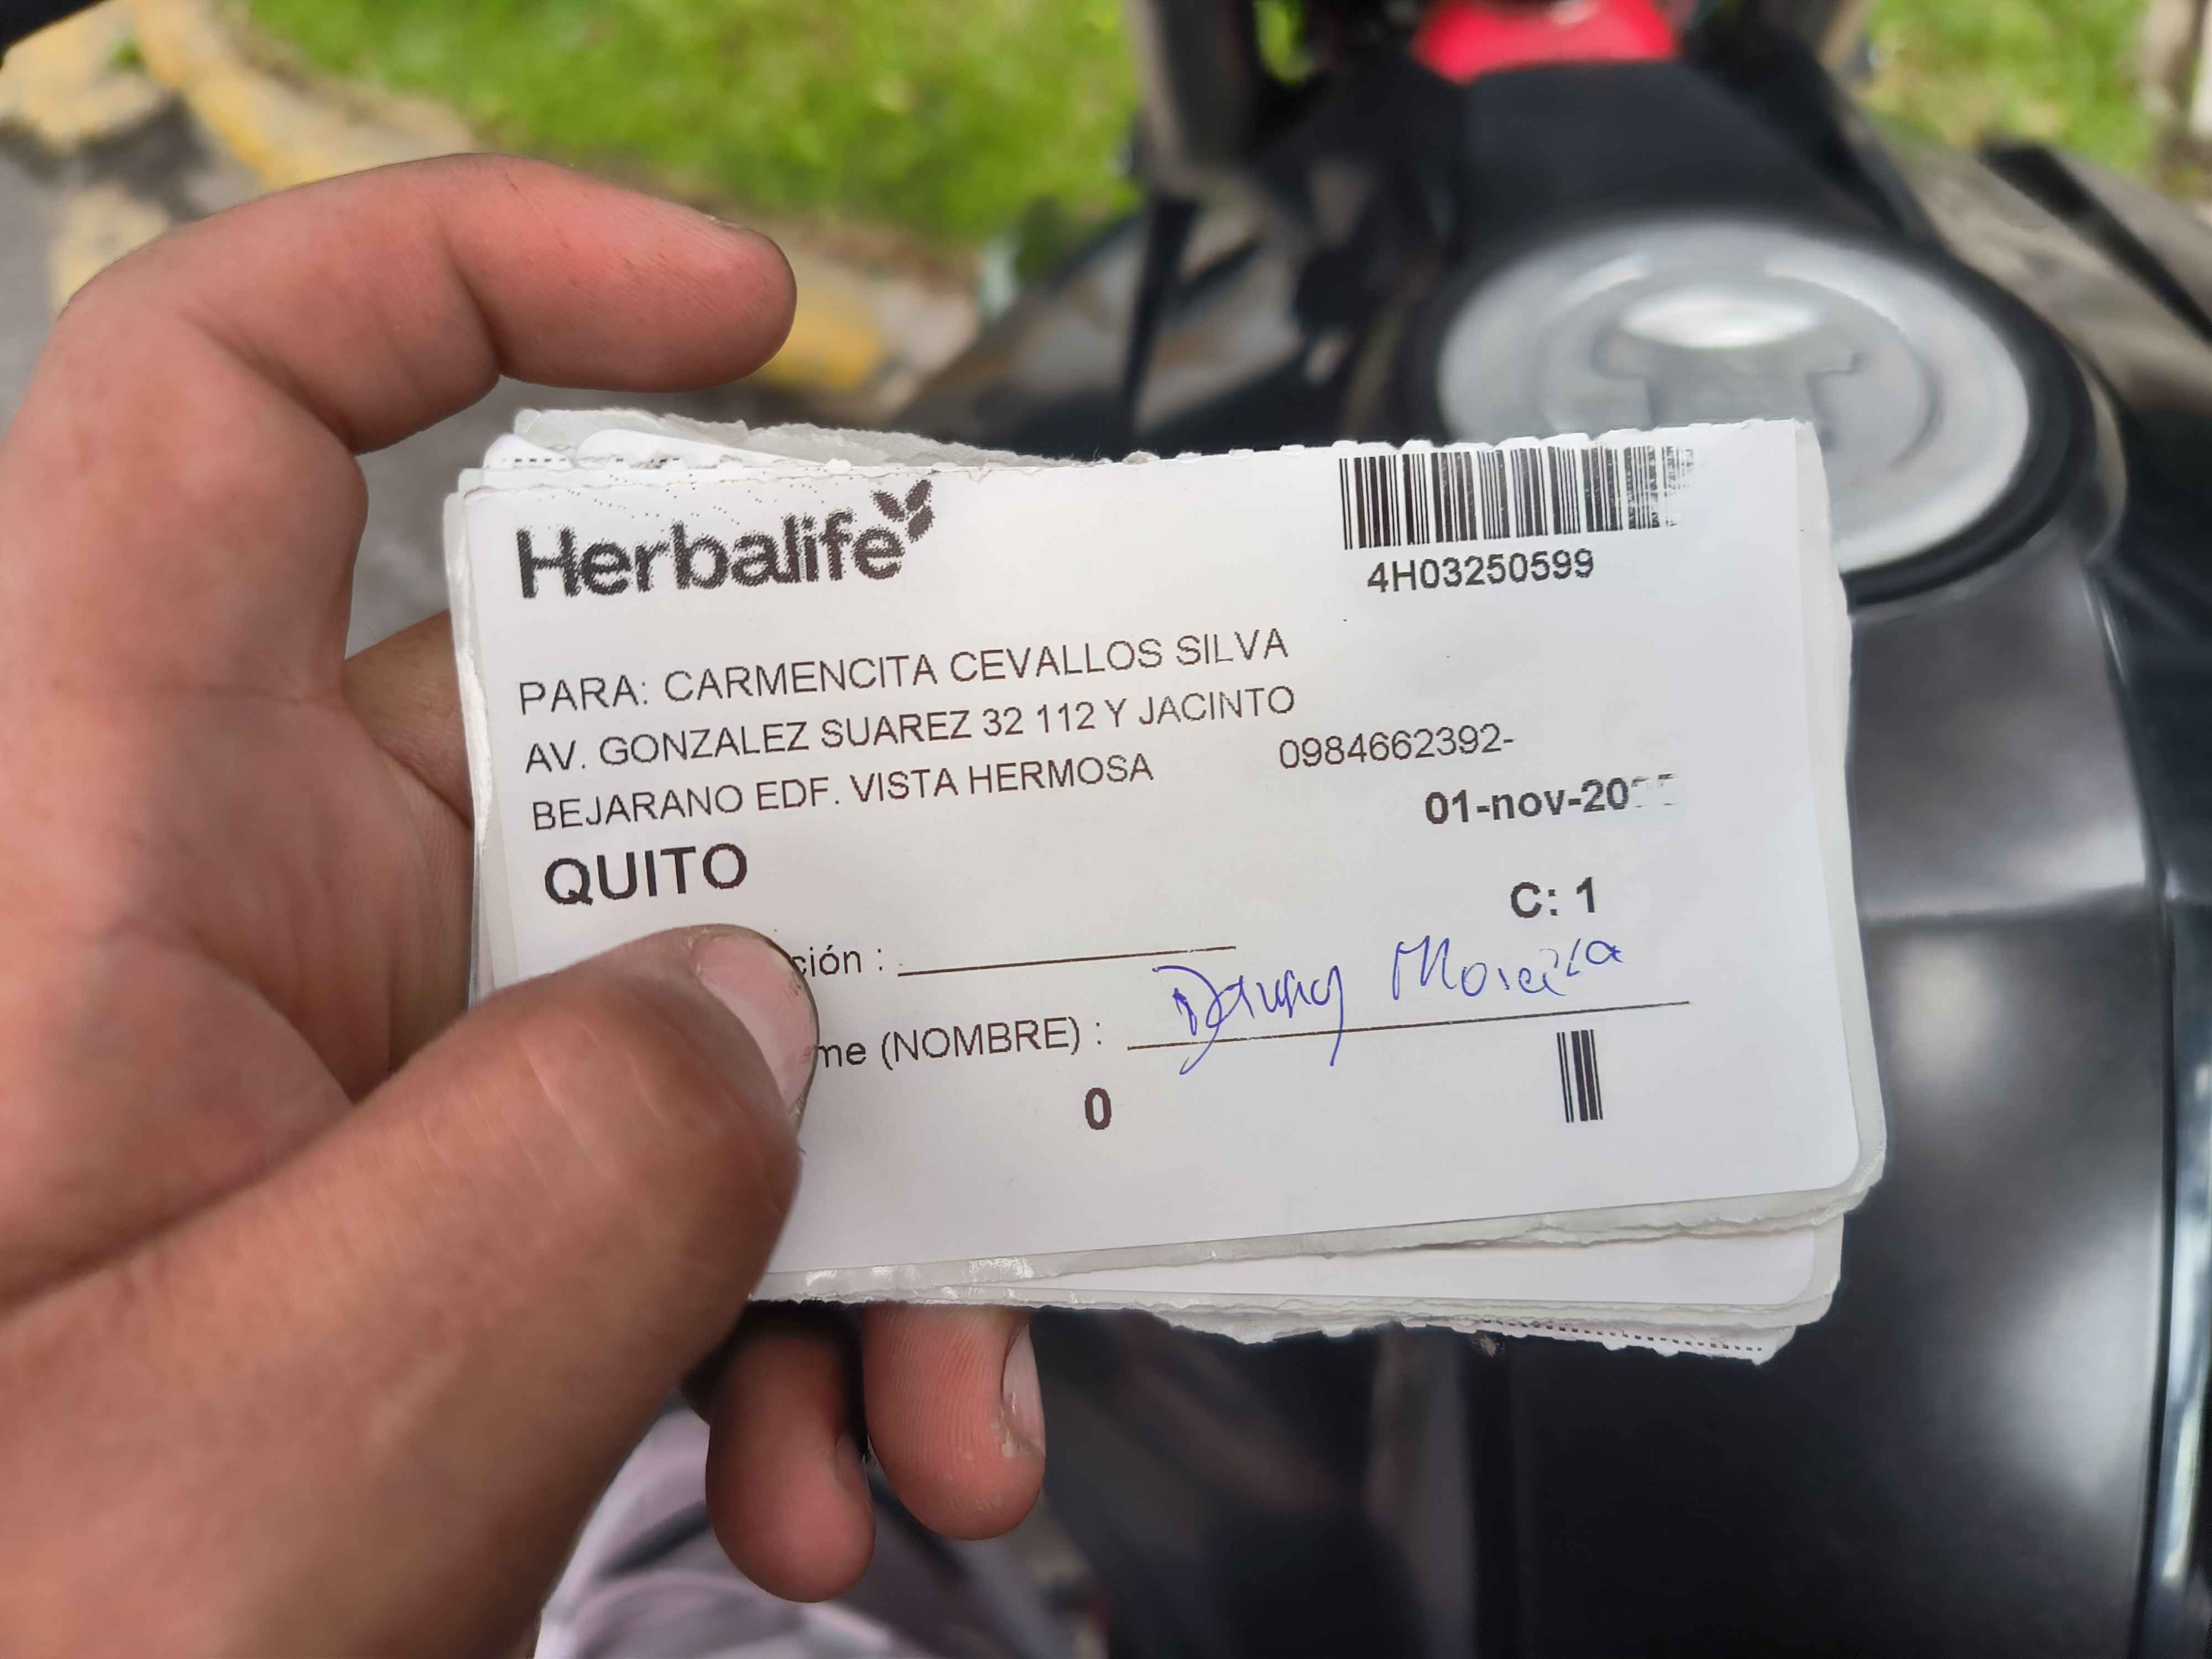 Herbalife
4H03250599
PARA: CARMENCITA CEVALLOS SILVA
AV. GONZALEZ SUAREZ 32 112 Y JACINTO
BEJARANO EDF. VISTA HERMOSA
0984662392-
01-nov-20
QUITO
C: 1
ción :
me (NOMBRE) :
0